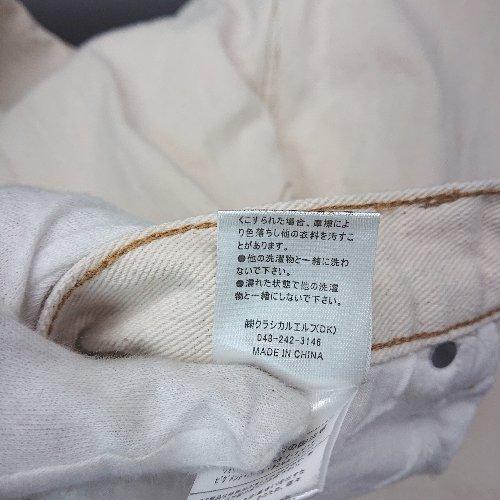 くこすられた場合、摩擦によ
り色落ちし他の衣料を汚すこ
とがあります。
●他の洗濯物と一緒に洗わ
ないで下さい。
●濡れた状態で他の洗濯
物と一緒にしないで下さい。
㈱クラシカルエルフ(DK)
048-242-3146
MADE IN CHINA